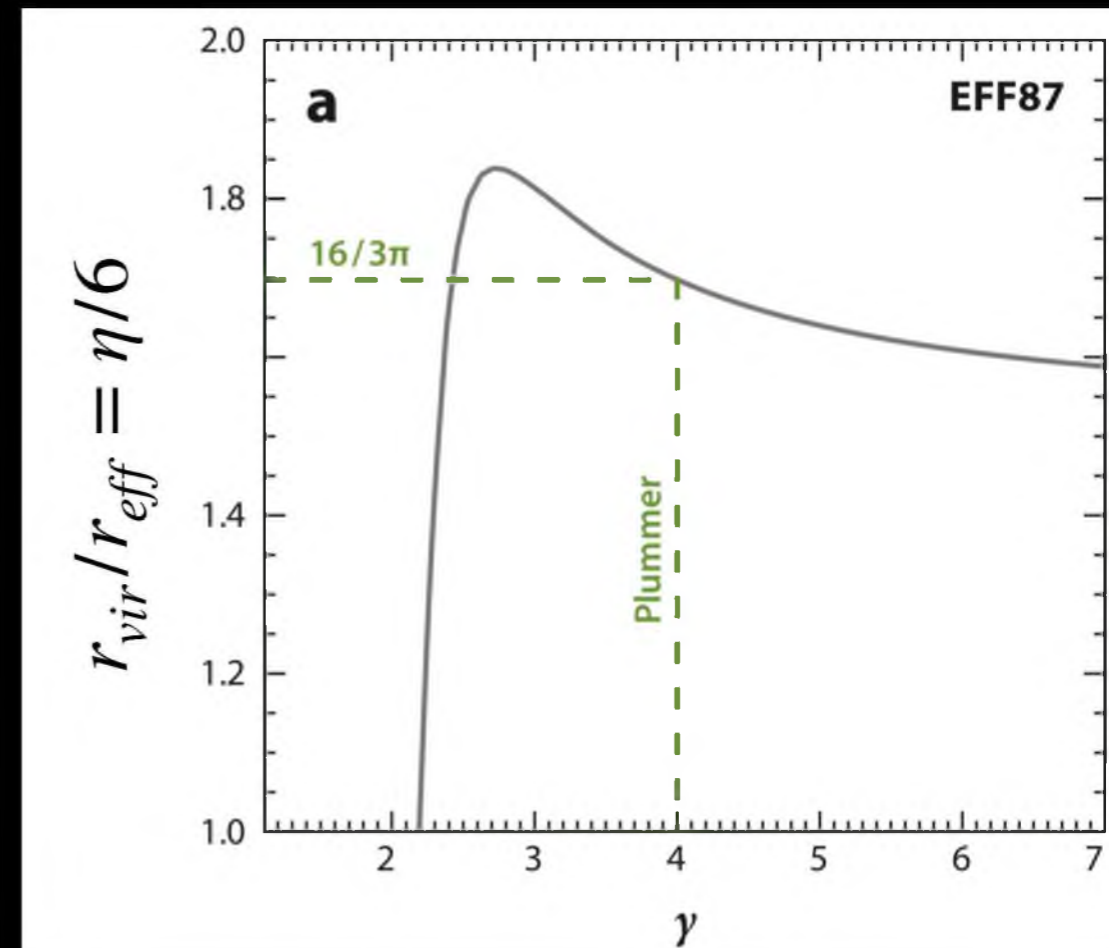 2.0
a
EFF87
1.8
16/3π
r_vir/r_eff ≡ η/6
1.4
Plummer
1.2
1.0
2 3 4 5 6 7
γ